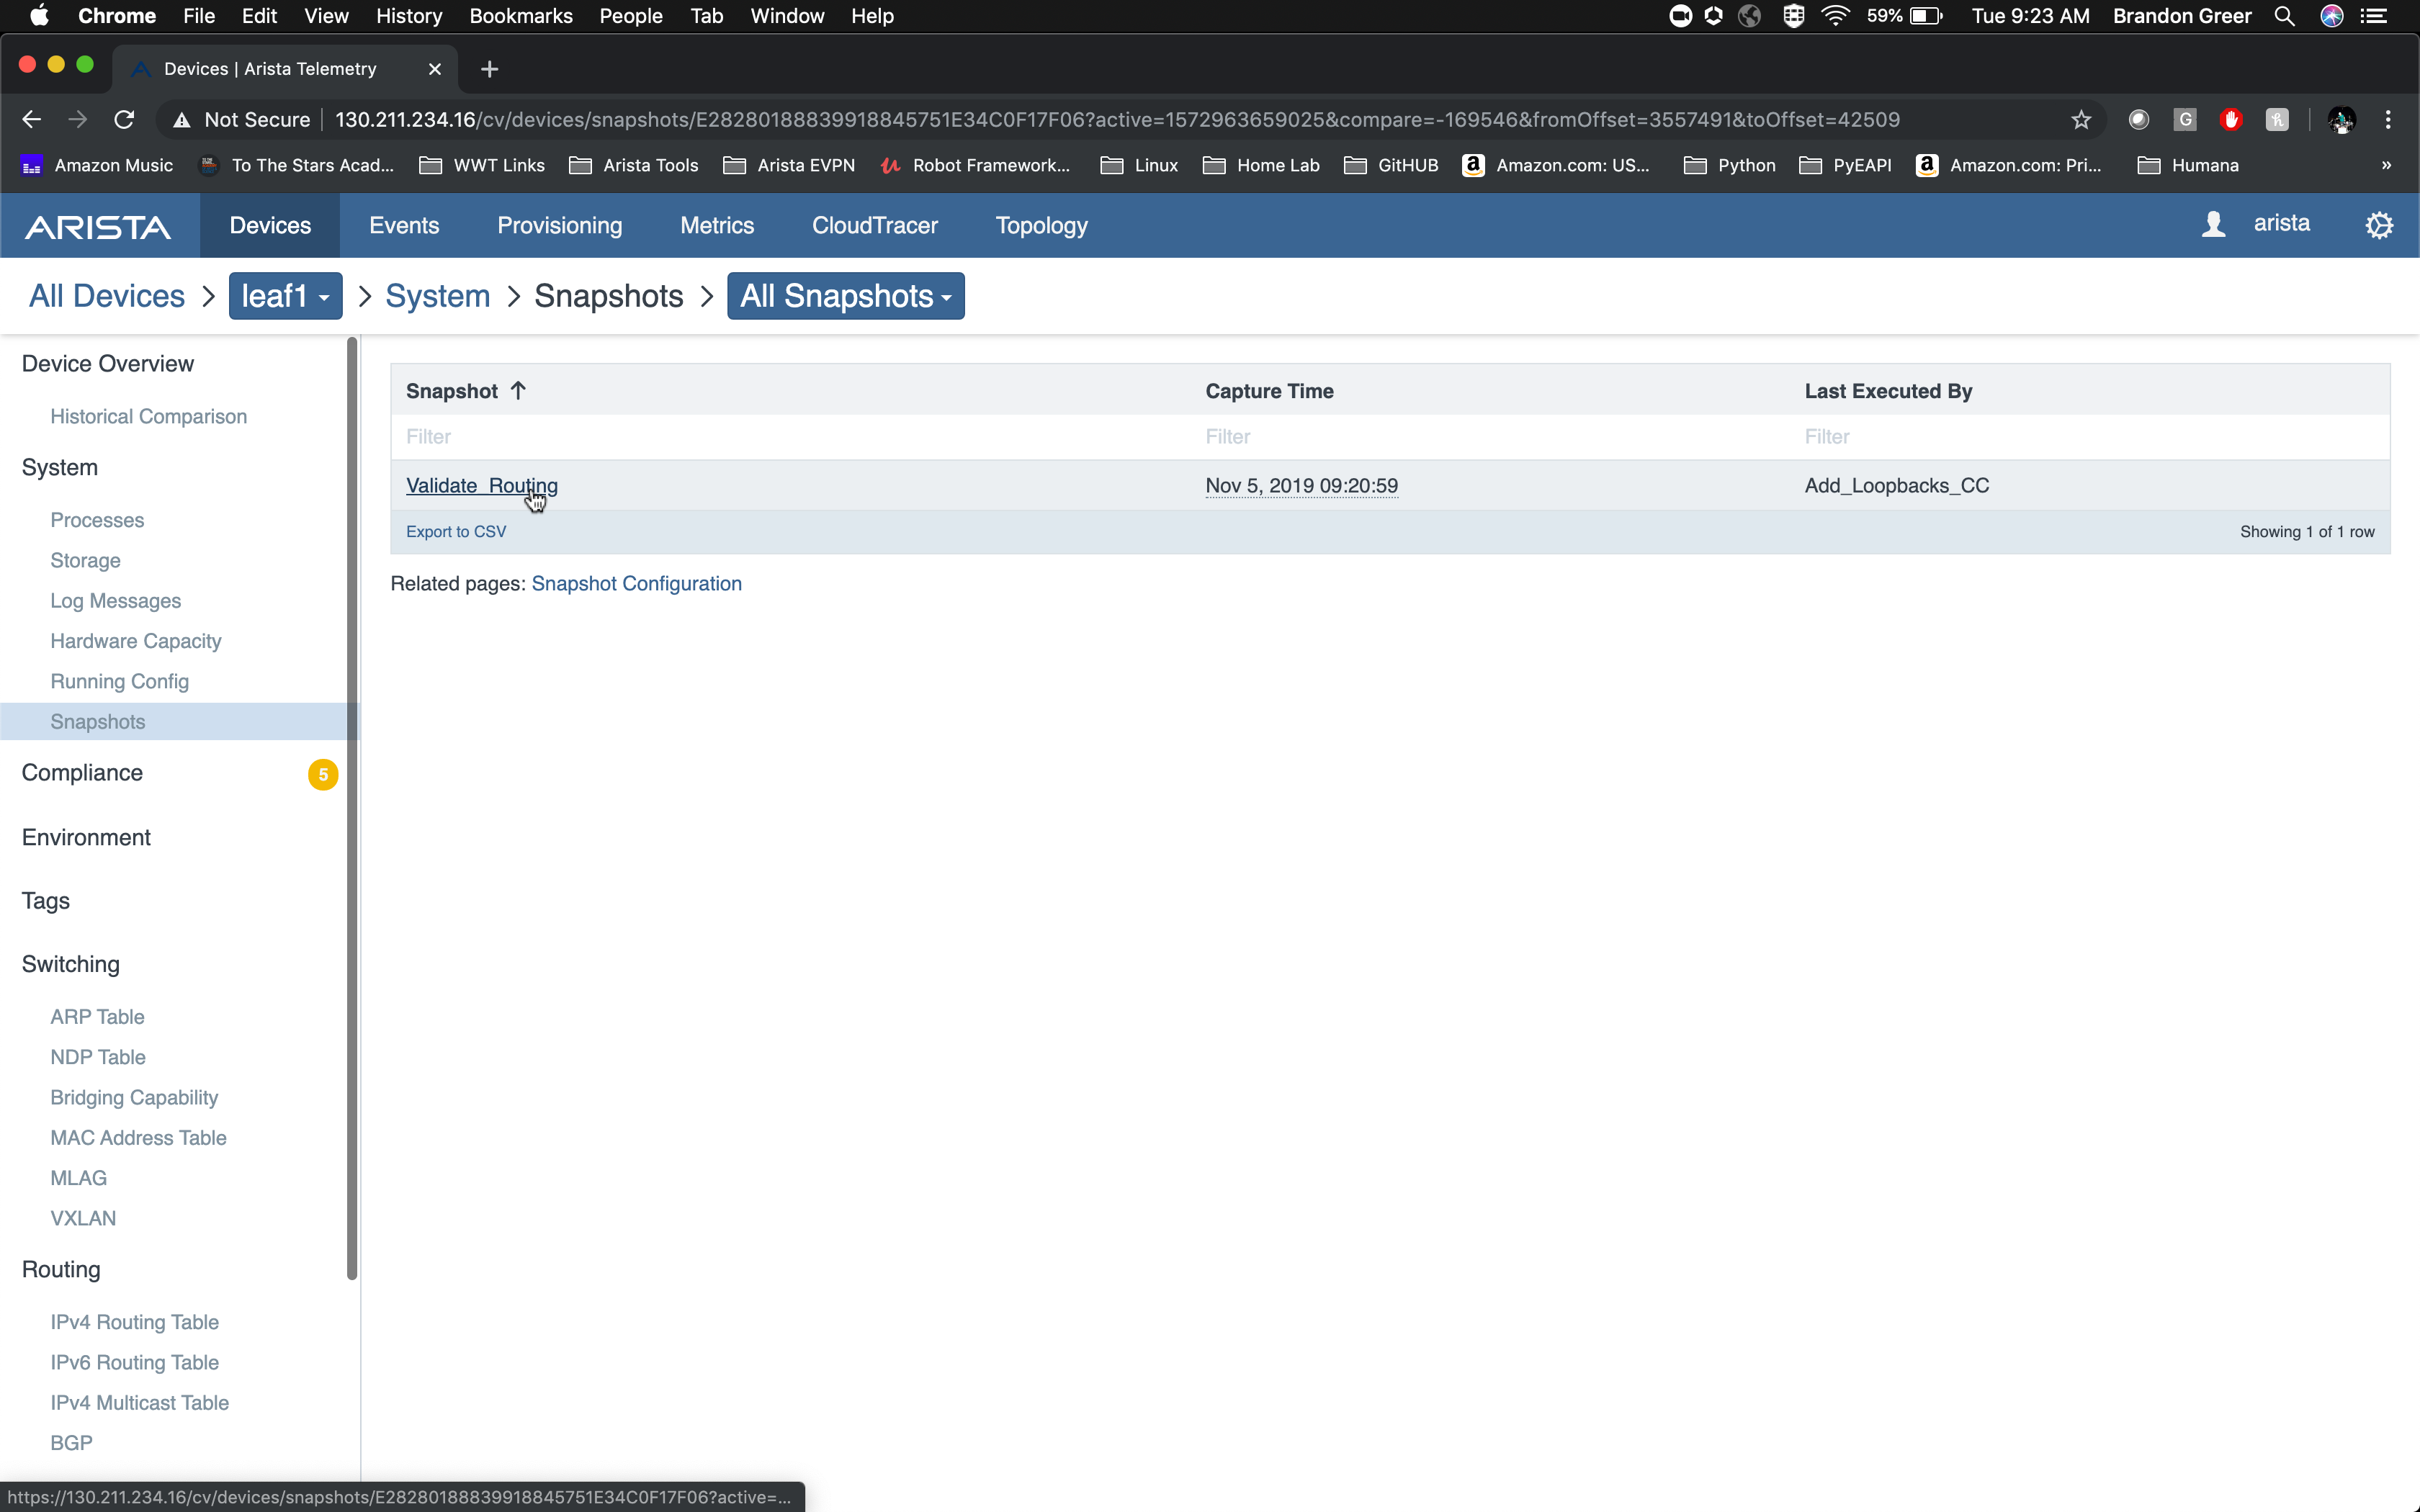 Chrome File Edit View History Bookmarks People Tab Window Help 59% Tue 9:23 AM Brandon Greer
Devices | Arista Telemetry
Not Secure 130.211.234.16/cv/devices/snapshots/E28280188839918845751E34C0F17F06?active=1572963659025&compare=-169546&fromOffset=3557491&toOffset=42509
Amazon Music To The Stars Acad... WWT Links Arista Tools Arista EVPN Robot Framework... Linux Home Lab GitHUB Amazon.com: US... Python PyEAPI Amazon.com: Pri... Humana »
ARISTA Devices Events Provisioning Metrics CloudTracer Topology arista
All Devices > leaf1 > System > Snapshots > All Snapshots
Device Overview
Historical Comparison
System
Processes
Storage
Log Messages
Hardware Capacity
Running Config
Snapshots
Compliance 5
Environment
Tags
Switching
ARP Table
NDP Table
Bridging Capability
MAC Address Table
MLAG
VXLAN
Routing
IPv4 Routing Table
IPv6 Routing Table
IPv4 Multicast Table
BGP
Snapshot ↑ Capture Time Last Executed By
Filter Filter Filter
Validate_Routing Nov 5, 2019 09:20:59 Add_Loopbacks_CC
Export to CSV Showing 1 of 1 row
Related pages: Snapshot Configuration
https://130.211.234.16/cv/devices/snapshots/E28280188839918845751E34C0F17F06?active=...